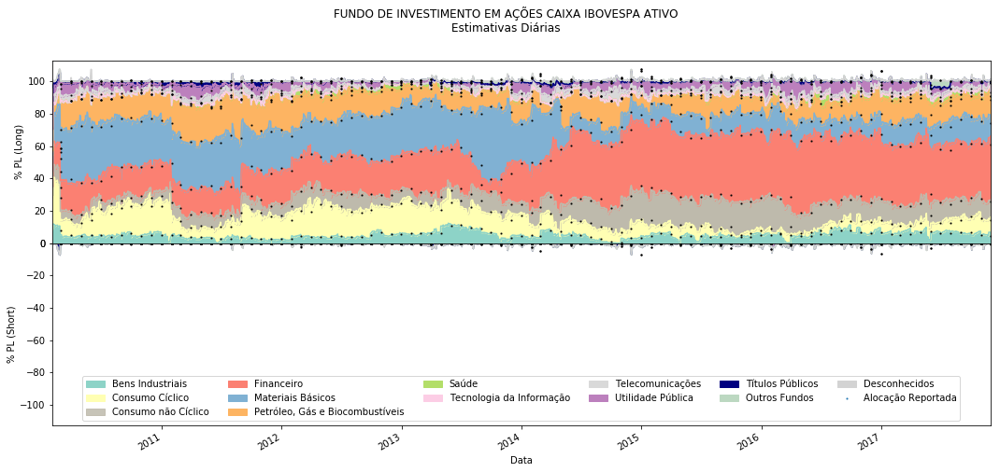 FUNDO DE INVESTIMENTO EM AÇÕES CAIXA IBOVESPA ATIVO
Estimativas Diárias
% PL (Long)
% PL (Short)
100
80
60
40
20
0
−20
−40
−60
−80
−100
Bens Industriais
Consumo Cíclico
Consumo não Cíclico
Financeiro
Materiais Básicos
Petróleo, Gás e Biocombustíveis
Saúde
Tecnologia da Informação
Telecomunicações
Utilidade Pública
Títulos Públicos
Outros Fundos
Desconhecidos
Alocação Reportada
2011
2012
2013
2014
2015
2016
2017
Data